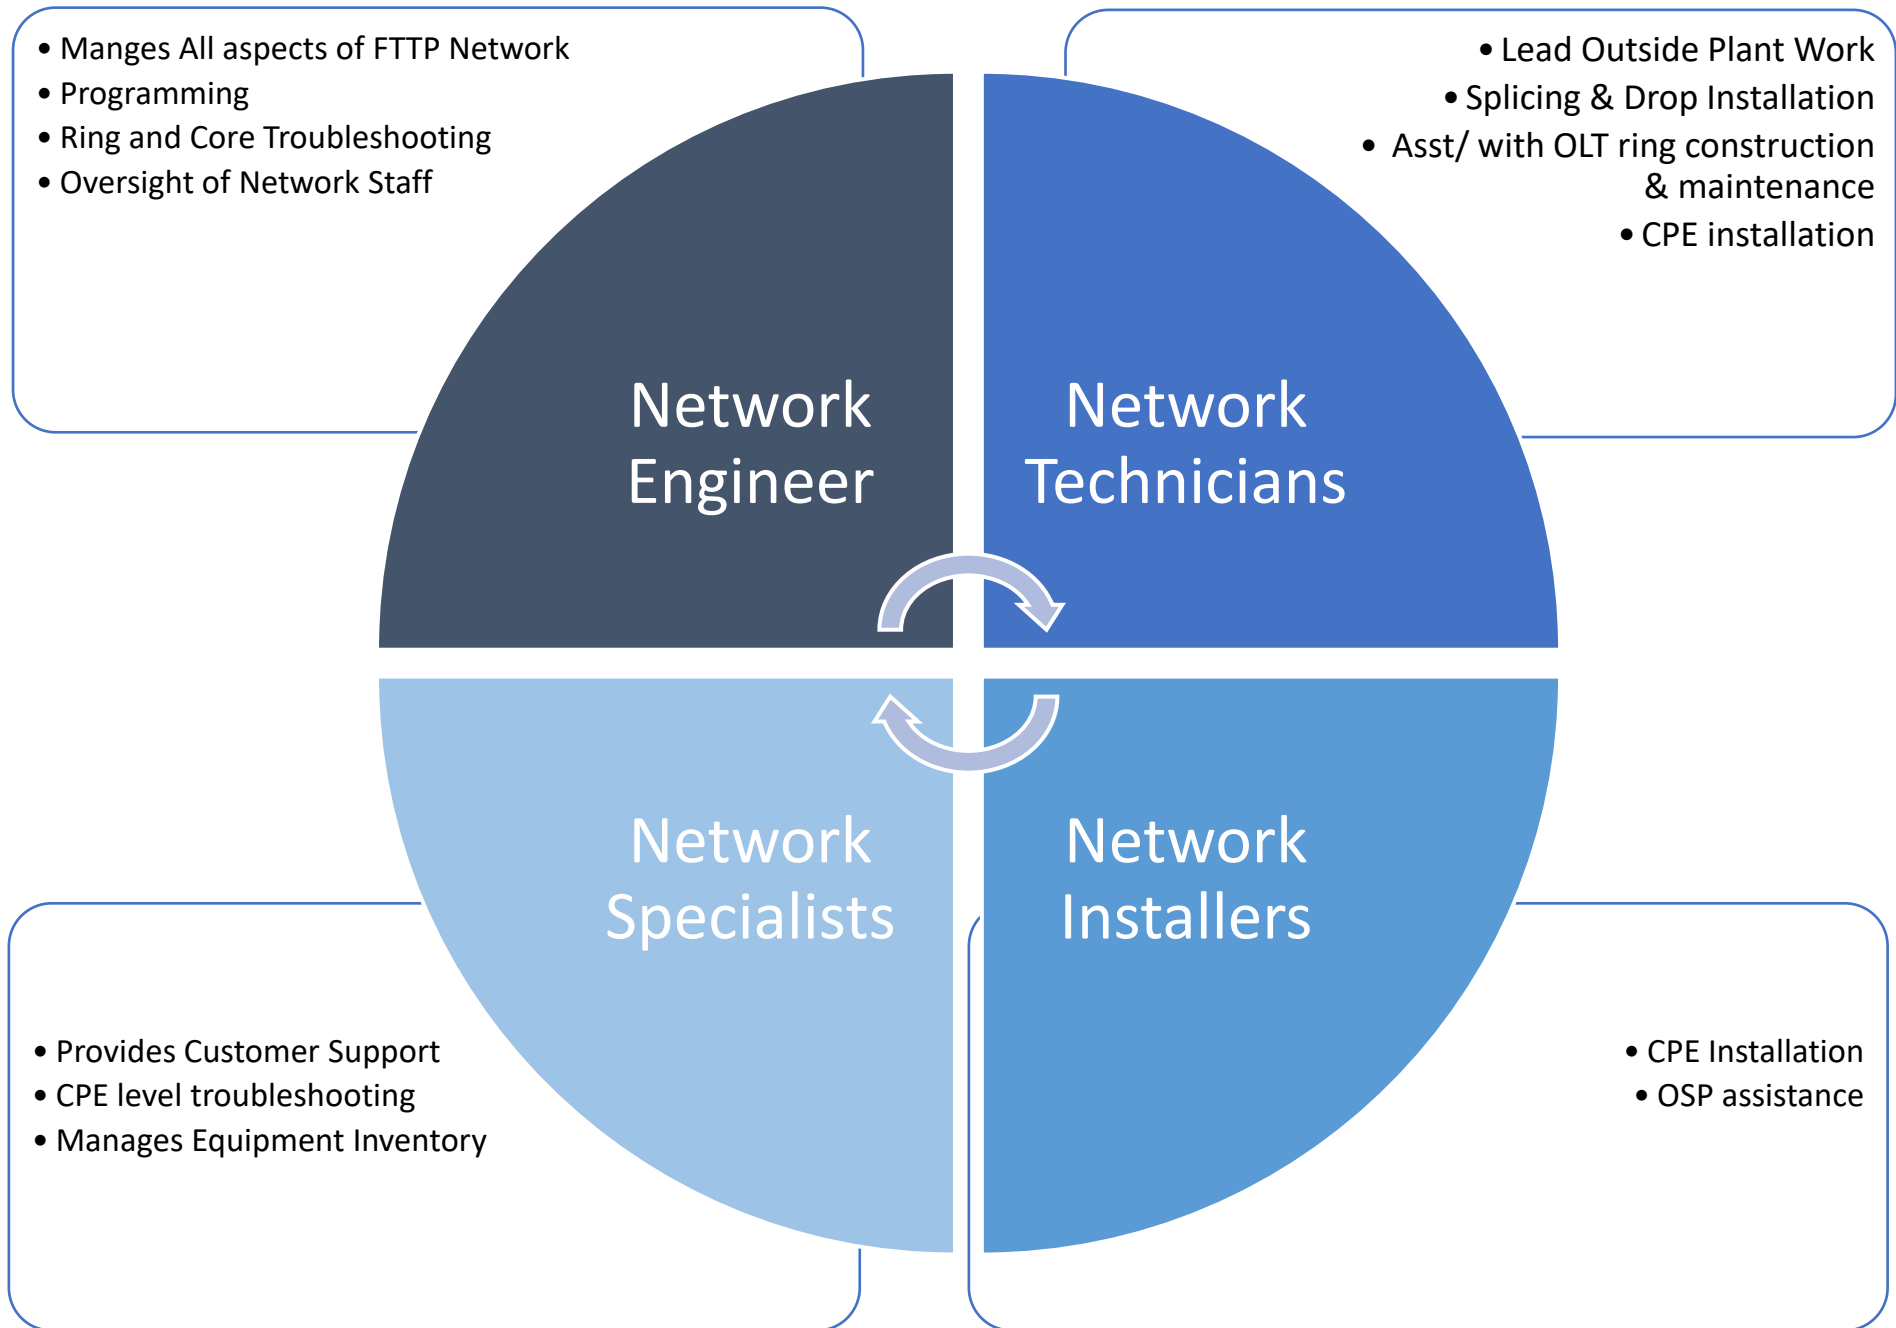 • Manges All aspects of FTTP Network
• Programming
• Ring and Core Troubleshooting
• Oversight of Network Staff
• Lead Outside Plant Work
• Splicing & Drop Installation
• Asst/ with OLT ring construction
& maintenance
• CPE installation
Network
Engineer
Network
Technicians
Network
Specialists
Network
Installers
• Provides Customer Support
• CPE level troubleshooting
• Manages Equipment Inventory
• CPE Installation
• OSP assistance